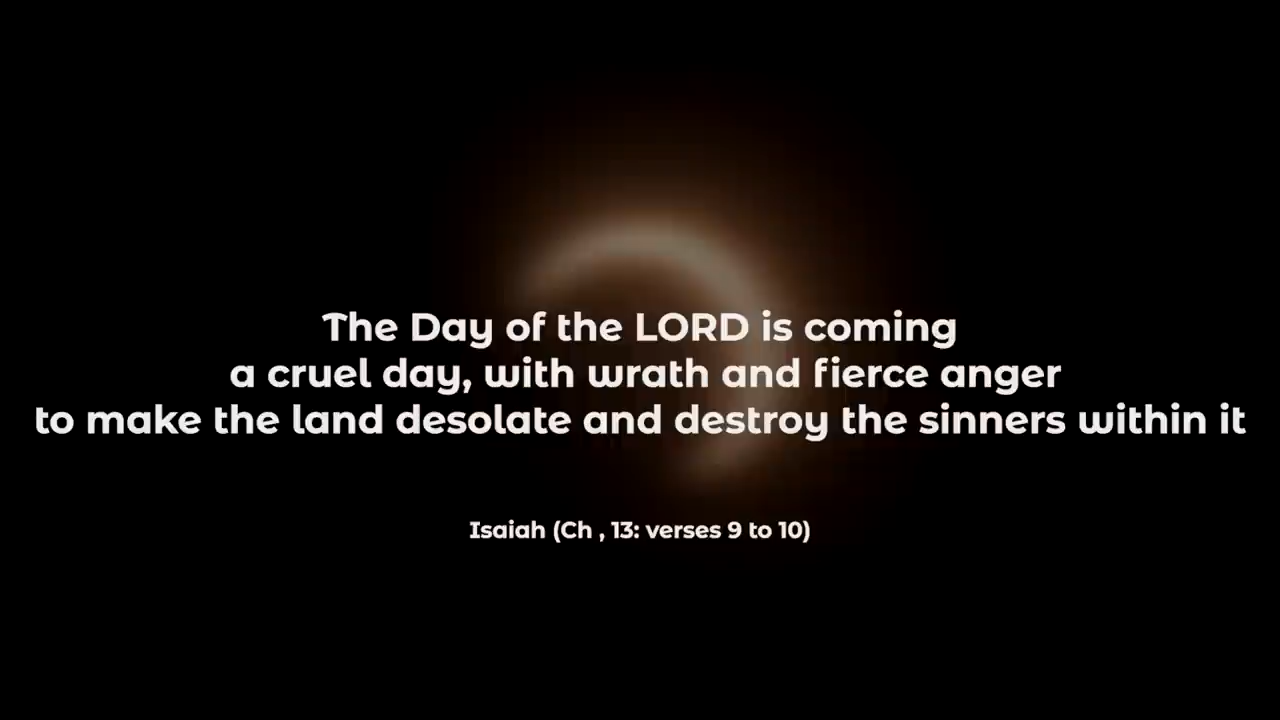 The Day of the LORD is coming
a cruel day, with wrath and fierce anger
to make the land desolate and destroy the sinners within it
Isaiah (Ch , 13: verses 9 to 10)